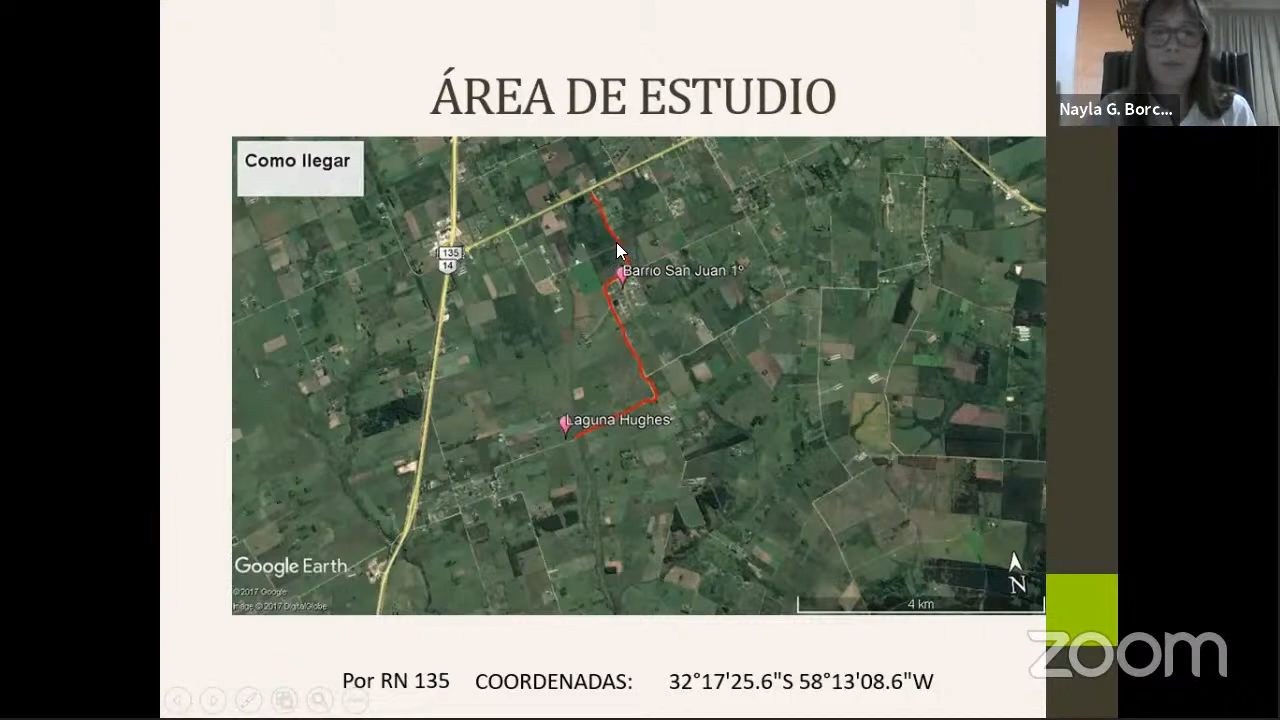 Nayla G. Borc...
ÁREA DE ESTUDIO
Como llegar
135
14
Barrio San Juan 1º
Laguna Hughes
Google Earth
©2017 Google
Image ©2017 DigitalGlobe
4 km
N
zoom
Por RN 135 COORDENADAS: 32°17'25.6"S 58°13'08.6"W